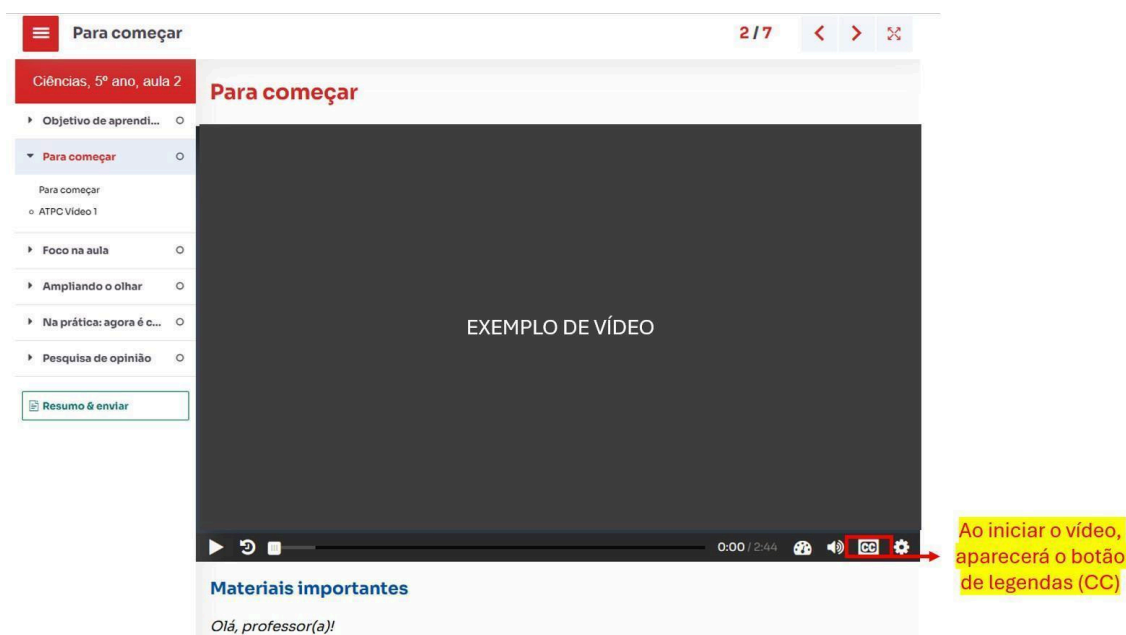 Para começar
2 / 7
Ciências, 5º ano, aula 2
Objetivo de aprendi...
Para começar
Para começar
ATPC Vídeo 1
Foco na aula
Ampliando o olhar
Na prática: agora é c...
Pesquisa de opinião
Resumo & enviar
Para começar
EXEMPLO DE VÍDEO
0:00 / 2:44
CC
Ao iniciar o vídeo,
aparecerá o botão
de legendas (CC)
Materiais importantes
Olá, professor(a)!